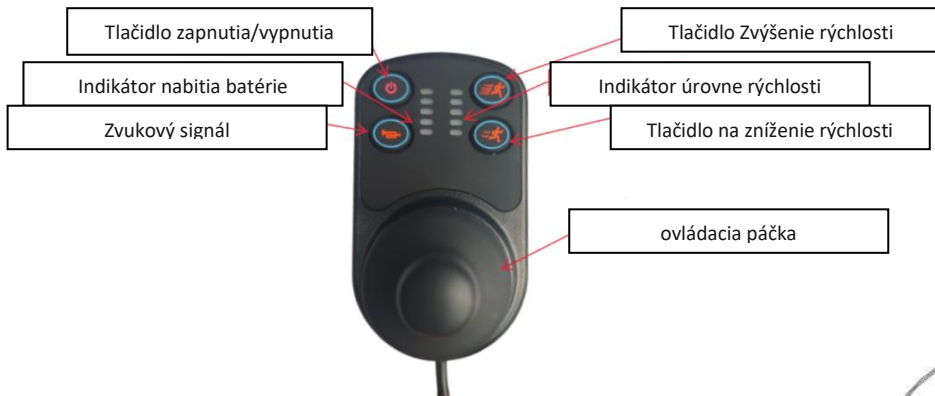 Tlačidlo zapnutia/vypnutia
Tlačidlo Zvýšenie rýchlosti
Indikátor nabitia batérie
Indikátor úrovne rýchlosti
Zvukový signál
Tlačidlo na zníženie rýchlosti
ovládacia páčka